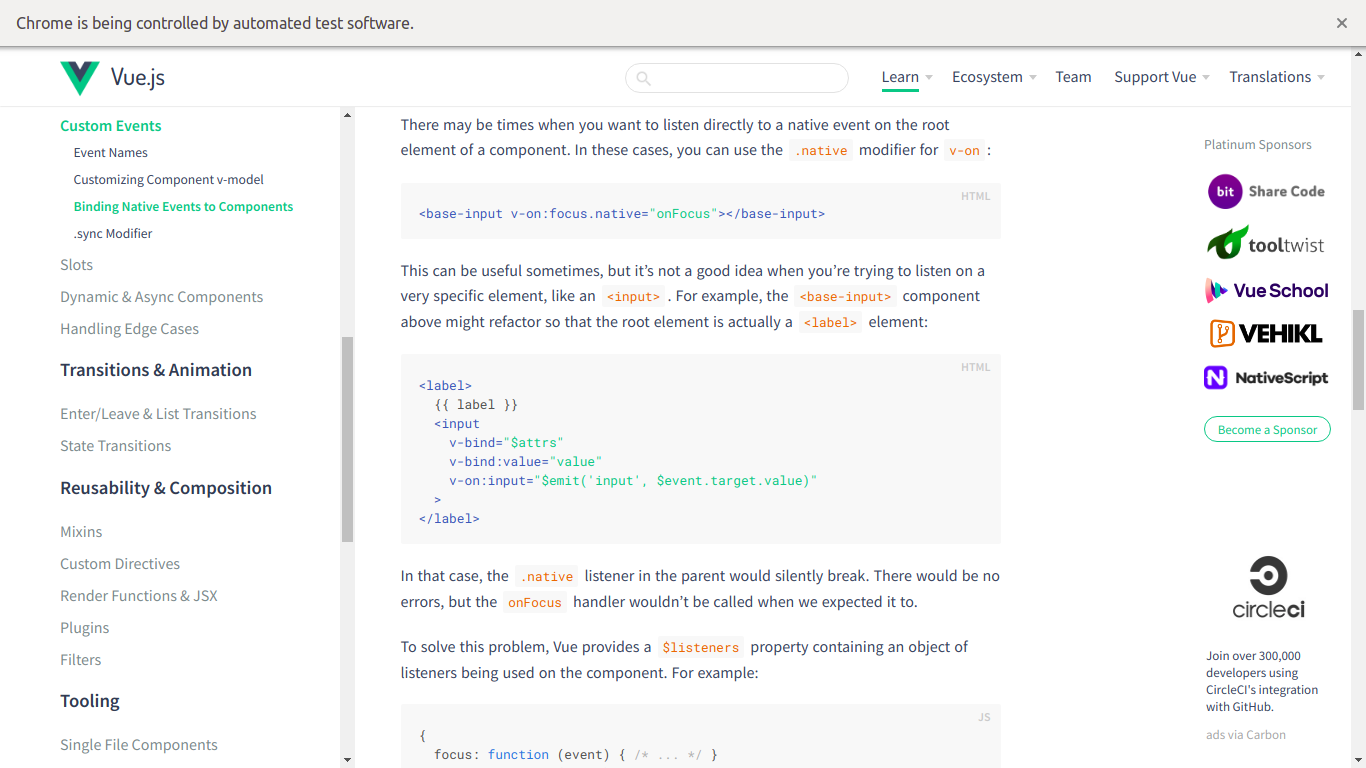 Chrome is being controlled by automated test software.
Vue.js
Learn
Ecosystem
Team
Support Vue
Translations
Custom Events
Event Names
Customizing Component v-model
Binding Native Events to Components
.sync Modifier
Slots
Dynamic & Async Components
Handling Edge Cases
Transitions & Animation
Enter/Leave & List Transitions
State Transitions
Reusability & Composition
Mixins
Custom Directives
Render Functions & JSX
Plugins
Filters
Tooling
Single File Components
There may be times when you want to listen directly to a native event on the root
element of a component. In these cases, you can use the .native modifier for v-on :
HTML
<base-input v-on:focus.native="onFocus"></base-input>
This can be useful sometimes, but it's not a good idea when you're trying to listen on a
very specific element, like an <input> . For example, the <base-input> component
above might refactor so that the root element is actually a <label> element:
HTML
<label>
{{ label }}
<input
v-bind="$attrs"
v-bind:value="value"
v-on:input="$emit('input', $event.target.value)"
>
</label>
In that case, the .native listener in the parent would silently break. There would be no
errors, but the onFocus handler wouldn't be called when we expected it to.
To solve this problem, Vue provides a $listeners property containing an object of
listeners being used on the component. For example:
JS
{
focus: function (event) { /* ... */ }
Platinum Sponsors
bit Share Code
tooltwist
Vue School
VEHIKL
NativeScript
Become a Sponsor
circleci
Join over 300,000
developers using
CircleCI's integration
with GitHub.
ads via Carbon